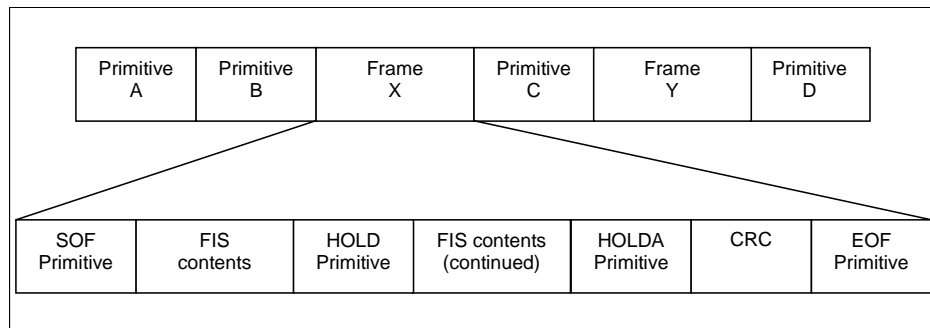 Primitive
A
Primitive
B
Frame
X
Primitive
C
Frame
Y
Primitive
D
SOF
Primitive
FIS
contents
HOLD
Primitive
FIS contents
(continued)
HOLDA
Primitive
CRC
EOF
Primitive